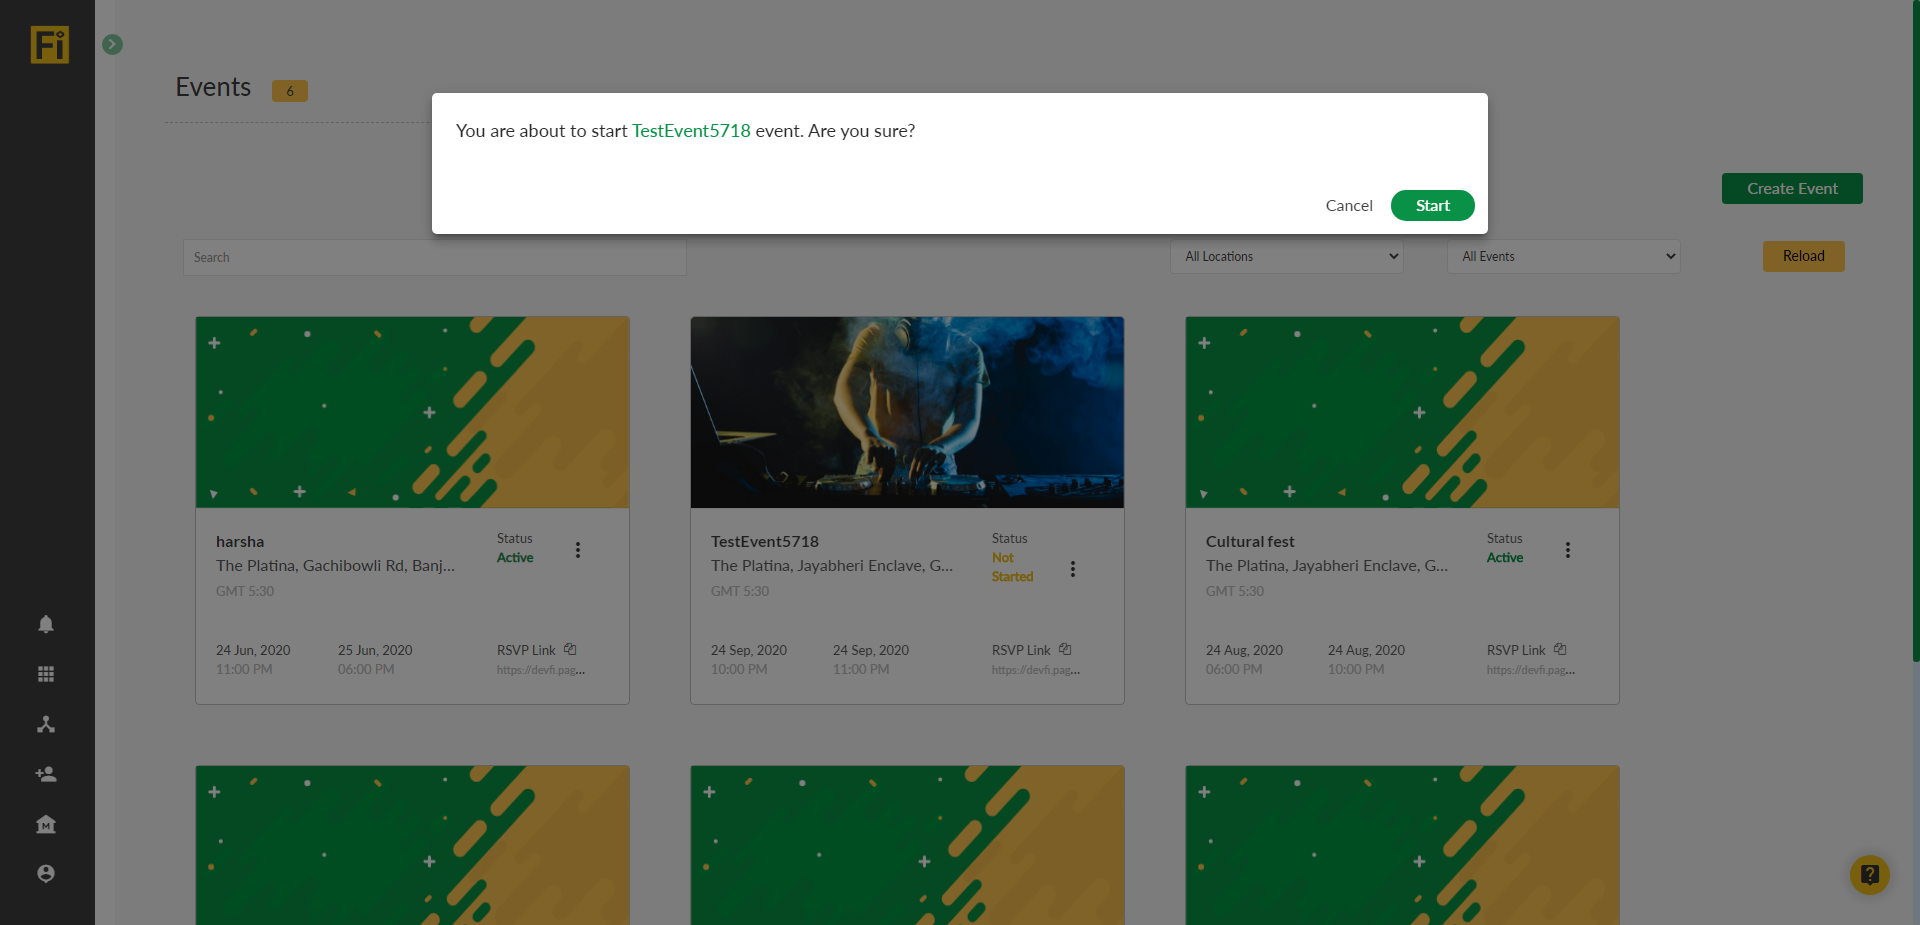 Fi
Events 6
You are about to start TestEvent5718 event. Are you sure?
Cancel Start
Create Event
Search All Locations All Events Reload
harsha
The Platina, Gachibowli Rd, Banj...
GMT 5:30
Status
Active
24 Jun, 2020 25 Jun, 2020 RSVP Link
11:00 PM 06:00 PM https://devfi.pag...
TestEvent5718
The Platina, Jayabheri Enclave, G...
GMT 5:30
Status
Not
Started
24 Sep, 2020 24 Sep, 2020 RSVP Link
10:00 PM 11:00 PM https://devfi.pag...
Cultural fest
The Platina, Jayabheri Enclave, G...
GMT 5:30
Status
Active
24 Aug, 2020 24 Aug, 2020 RSVP Link
06:00 PM 10:00 PM https://devfi.pag...
M
?